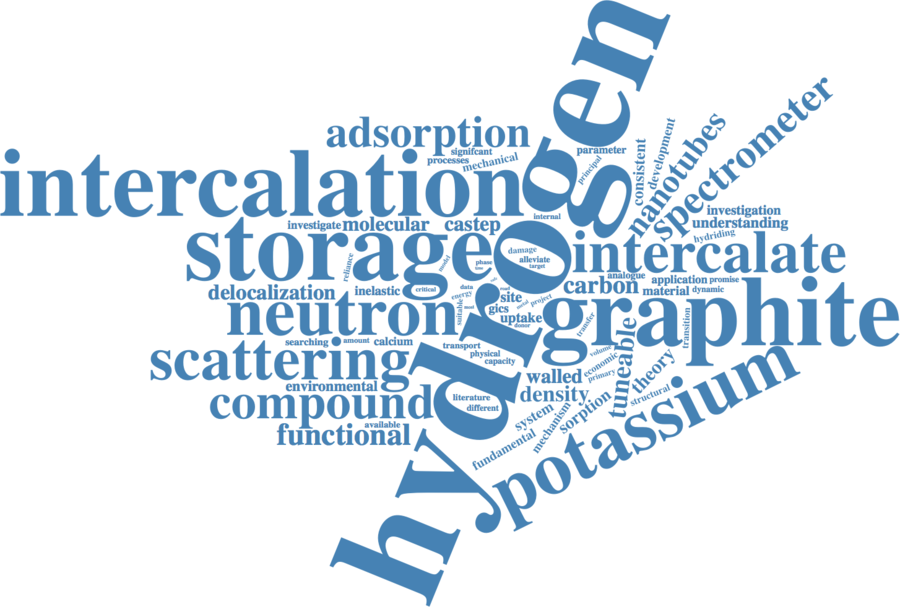 hydrogen
adsorption
significant
processes
mechanical
parameter
principal
consistent
development
nanotubes
spectrometer
intercalation
internal
investigation
understanding
hydriding
investigate
molecular
castep
storage
reliance
model
damage
alleviate
target
phase
intercalate
analogue
carbon
application
promise
material
dynamic
delocalization
inelastic
critical
data
energy
suitable
site
gics
project
metal
uptake
donor
graphite
transfer
transition
neutron
searching
amount
calcium
transport
physical
capacity
scattering
environmental
compound
available
functional
literature
different
walled
density
volume
economic
primary
tuneable
theory
structural
system
mechanism
sorption
fundamental
potassium